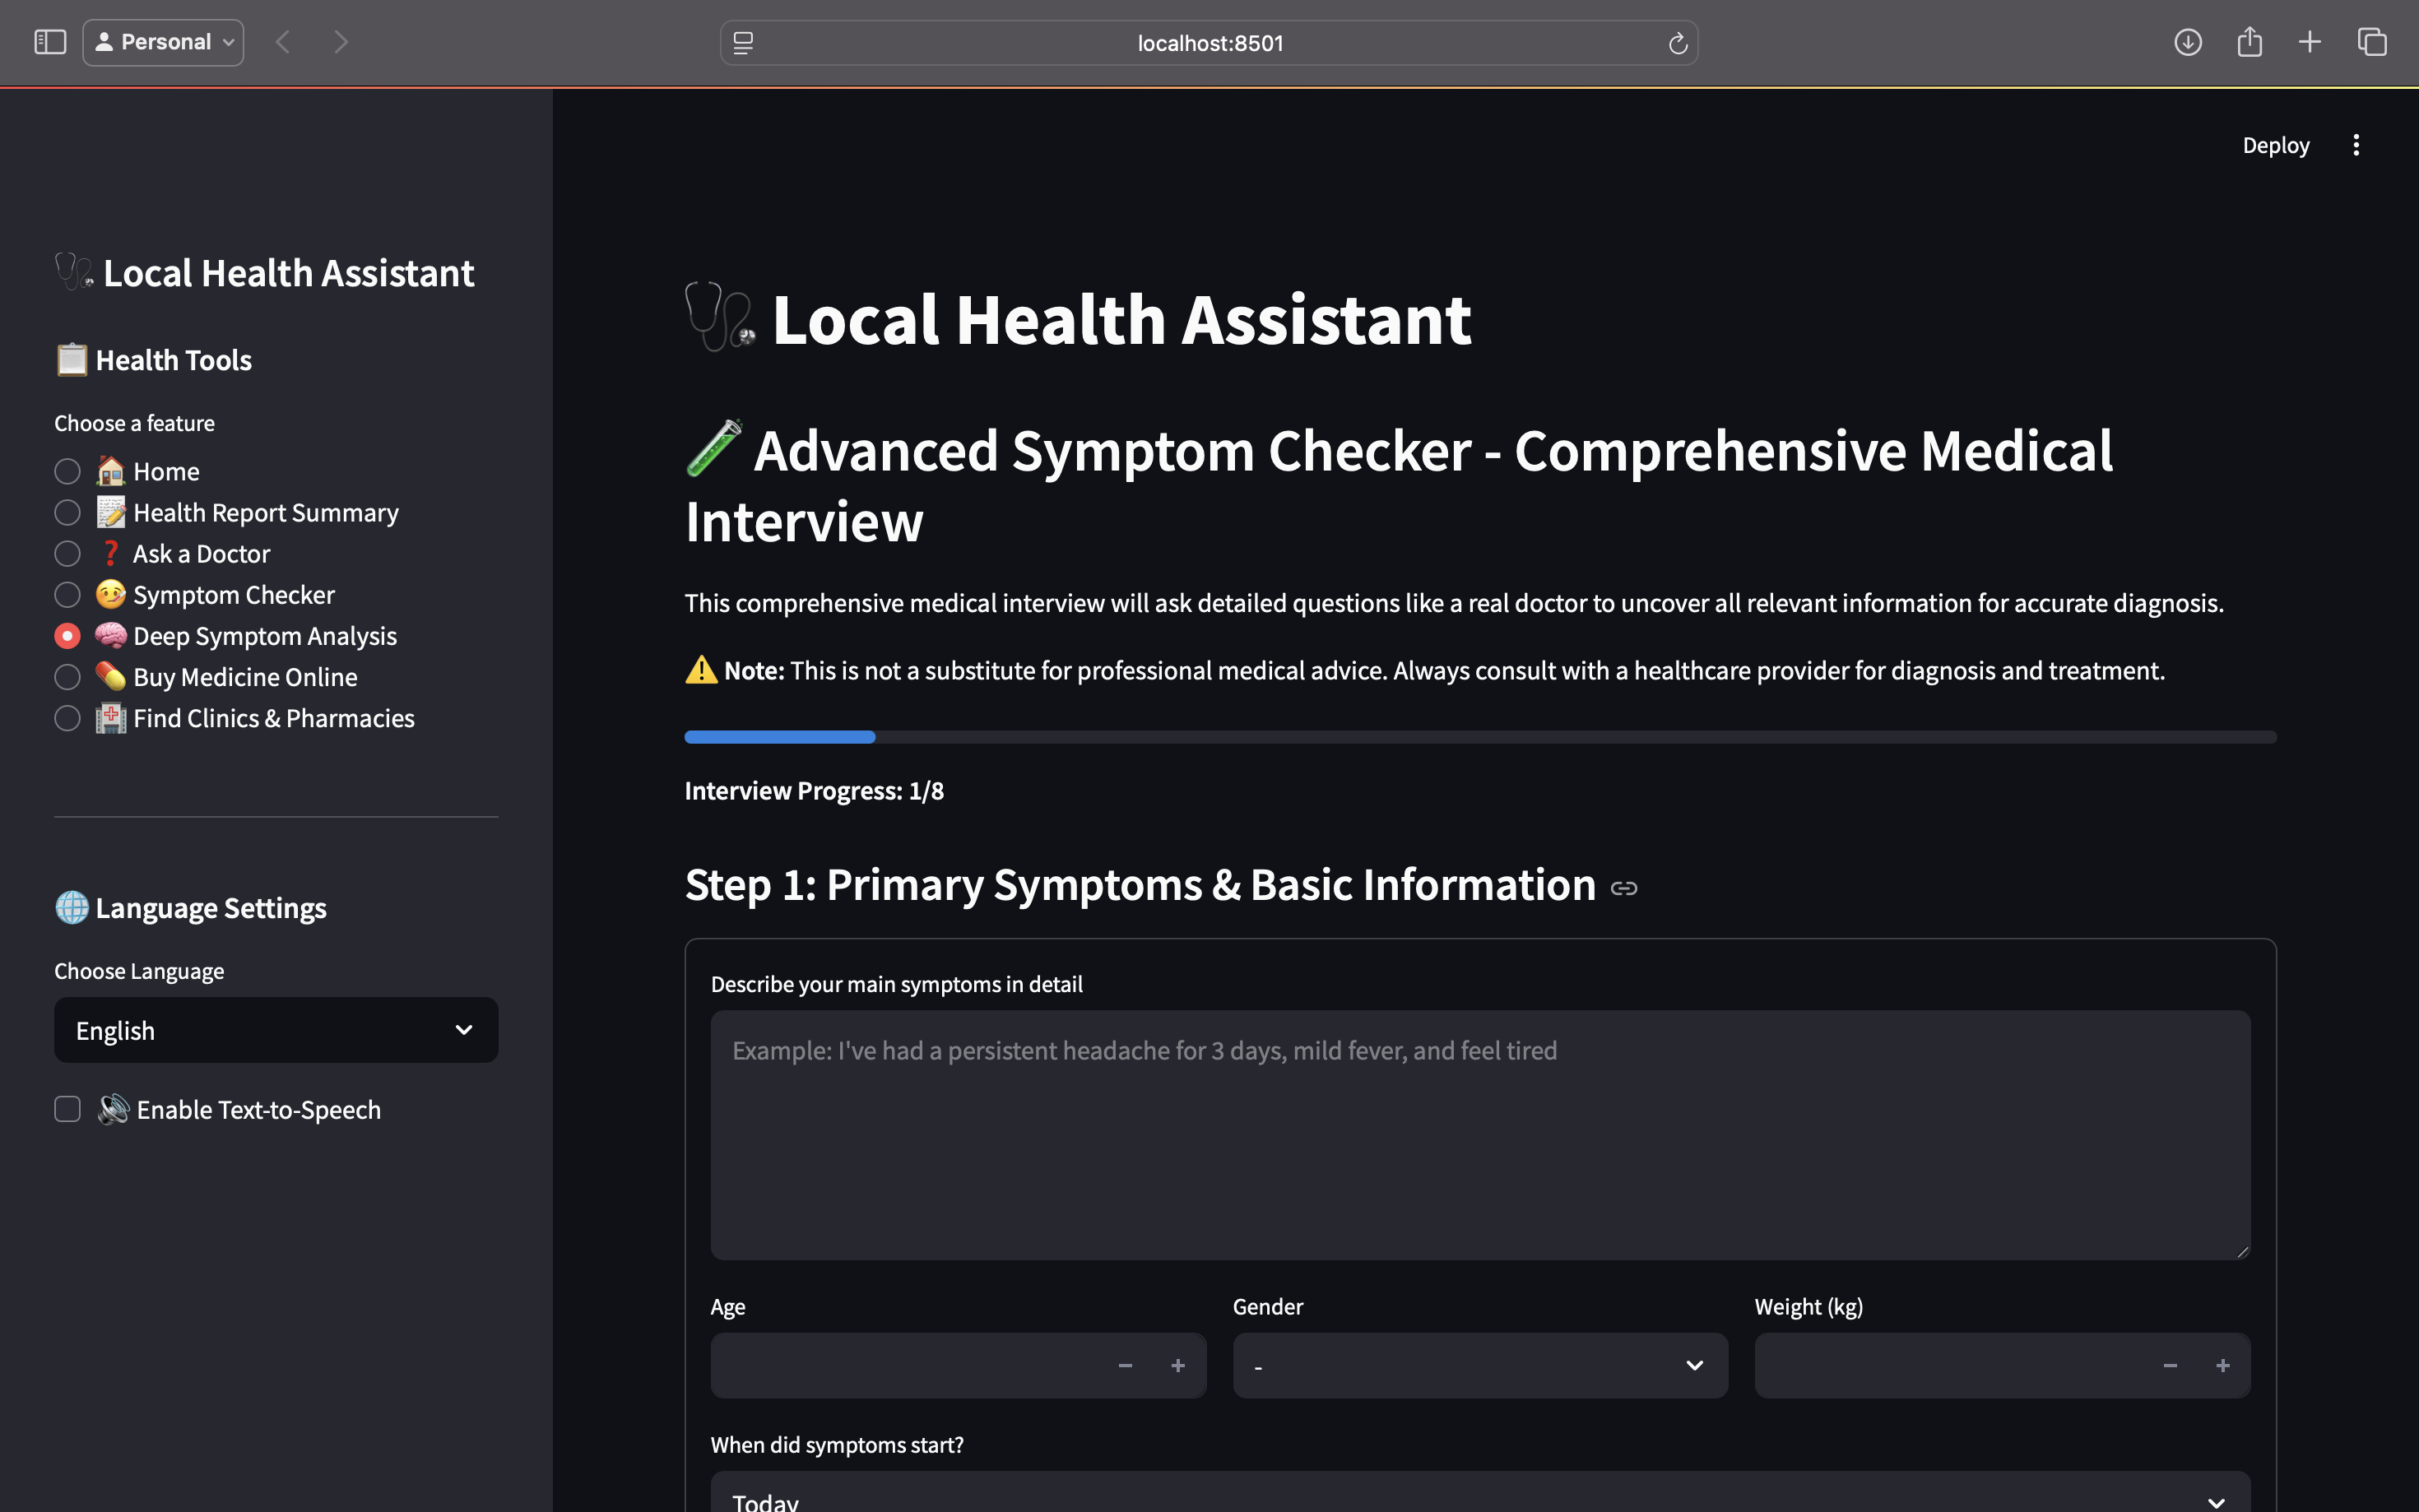 Personal
localhost:8501
Deploy
Local Health Assistant
Health Tools
Choose a feature
Home
Health Report Summary
Ask a Doctor
Symptom Checker
Deep Symptom Analysis
Buy Medicine Online
Find Clinics & Pharmacies
Language Settings
Choose Language
English
Enable Text-to-Speech
Local Health Assistant
Advanced Symptom Checker - Comprehensive Medical
Interview
This comprehensive medical interview will ask detailed questions like a real doctor to uncover all relevant information for accurate diagnosis.
Note: This is not a substitute for professional medical advice. Always consult with a healthcare provider for diagnosis and treatment.
Interview Progress: 1/8
Step 1: Primary Symptoms & Basic Information
Describe your main symptoms in detail
Example: I've had a persistent headache for 3 days, mild fever, and feel tired
Age Gender Weight (kg)
- + - - +
When did symptoms start?
Today